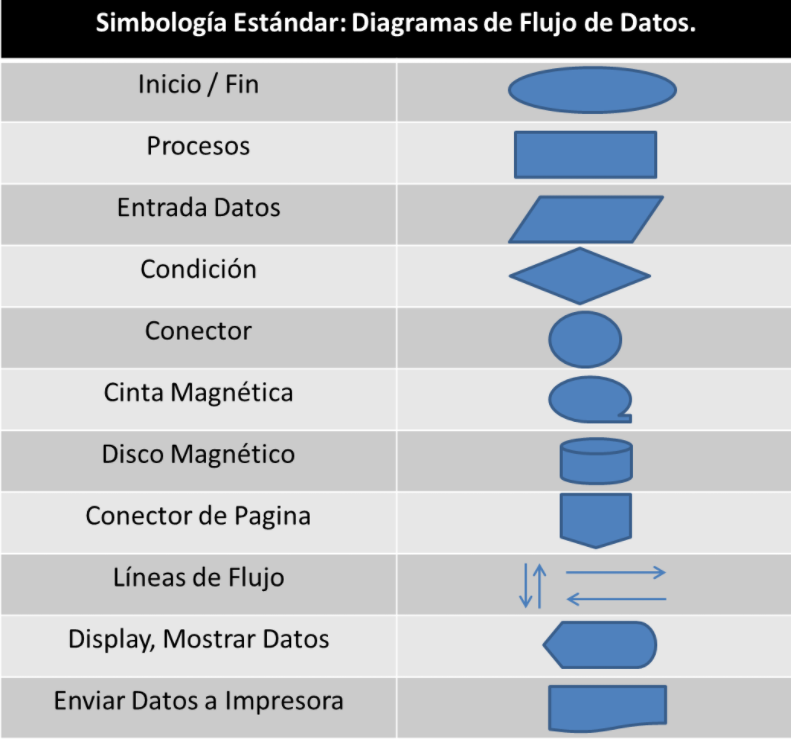 Simbología Estándar: Diagramas de Flujo de Datos.
Inicio / Fin
Procesos
Entrada Datos
Condición
Conector
Cinta Magnética
Disco Magnético
Conector de Pagina
Líneas de Flujo
Display, Mostrar Datos
Enviar Datos a Impresora